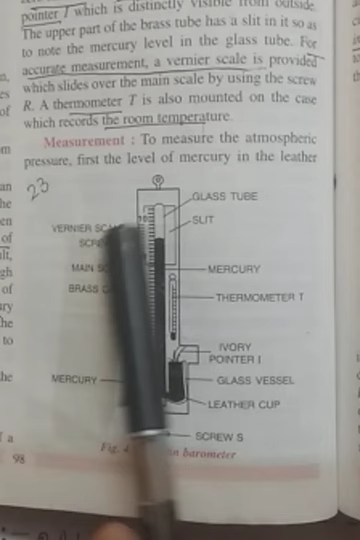 pointer I which is distinctly visible from outside.
The upper part of the brass tube has a slit in it so as
to note the mercury level in the glass tube. For
accurate measurement, a vernier scale is provided
which slides over the main scale by using the screw
R. A thermometer T is also mounted on the case
which records the room temperature.
Measurement : To measure the atmospheric
pressure, first the level of mercury in the leather
23
GLASS TUBE
SLIT
VERNIER
MAIN
BRASS
MERCURY
THERMOMETER T
IVORY
POINTER I
MERCURY
GLASS VESSEL
LEATHER CUP
SCREW S
Fig. barometer
98